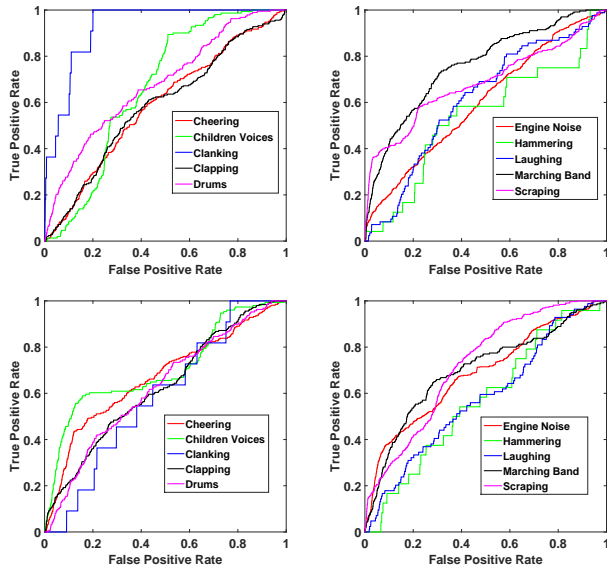 1
0.8
0.6
0.4
0.2
0
True Positive Rate
0 0.2 0.4 0.6 0.8 1
False Positive Rate
Cheering
Children Voices
Clanking
Clapping
Drums
1
0.8
0.6
0.4
0.2
0
True Positive Rate
0 0.2 0.4 0.6 0.8 1
False Positive Rate
Engine Noise
Hammering
Laughing
Marching Band
Scraping
1
0.8
0.6
0.4
0.2
0
True Positive Rate
0 0.2 0.4 0.6 0.8 1
False Positive Rate
Cheering
Children Voices
Clanking
Clapping
Drums
1
0.8
0.6
0.4
0.2
0
True Positive Rate
0 0.2 0.4 0.6 0.8 1
False Positive Rate
Engine Noise
Hammering
Laughing
Marching Band
Scraping